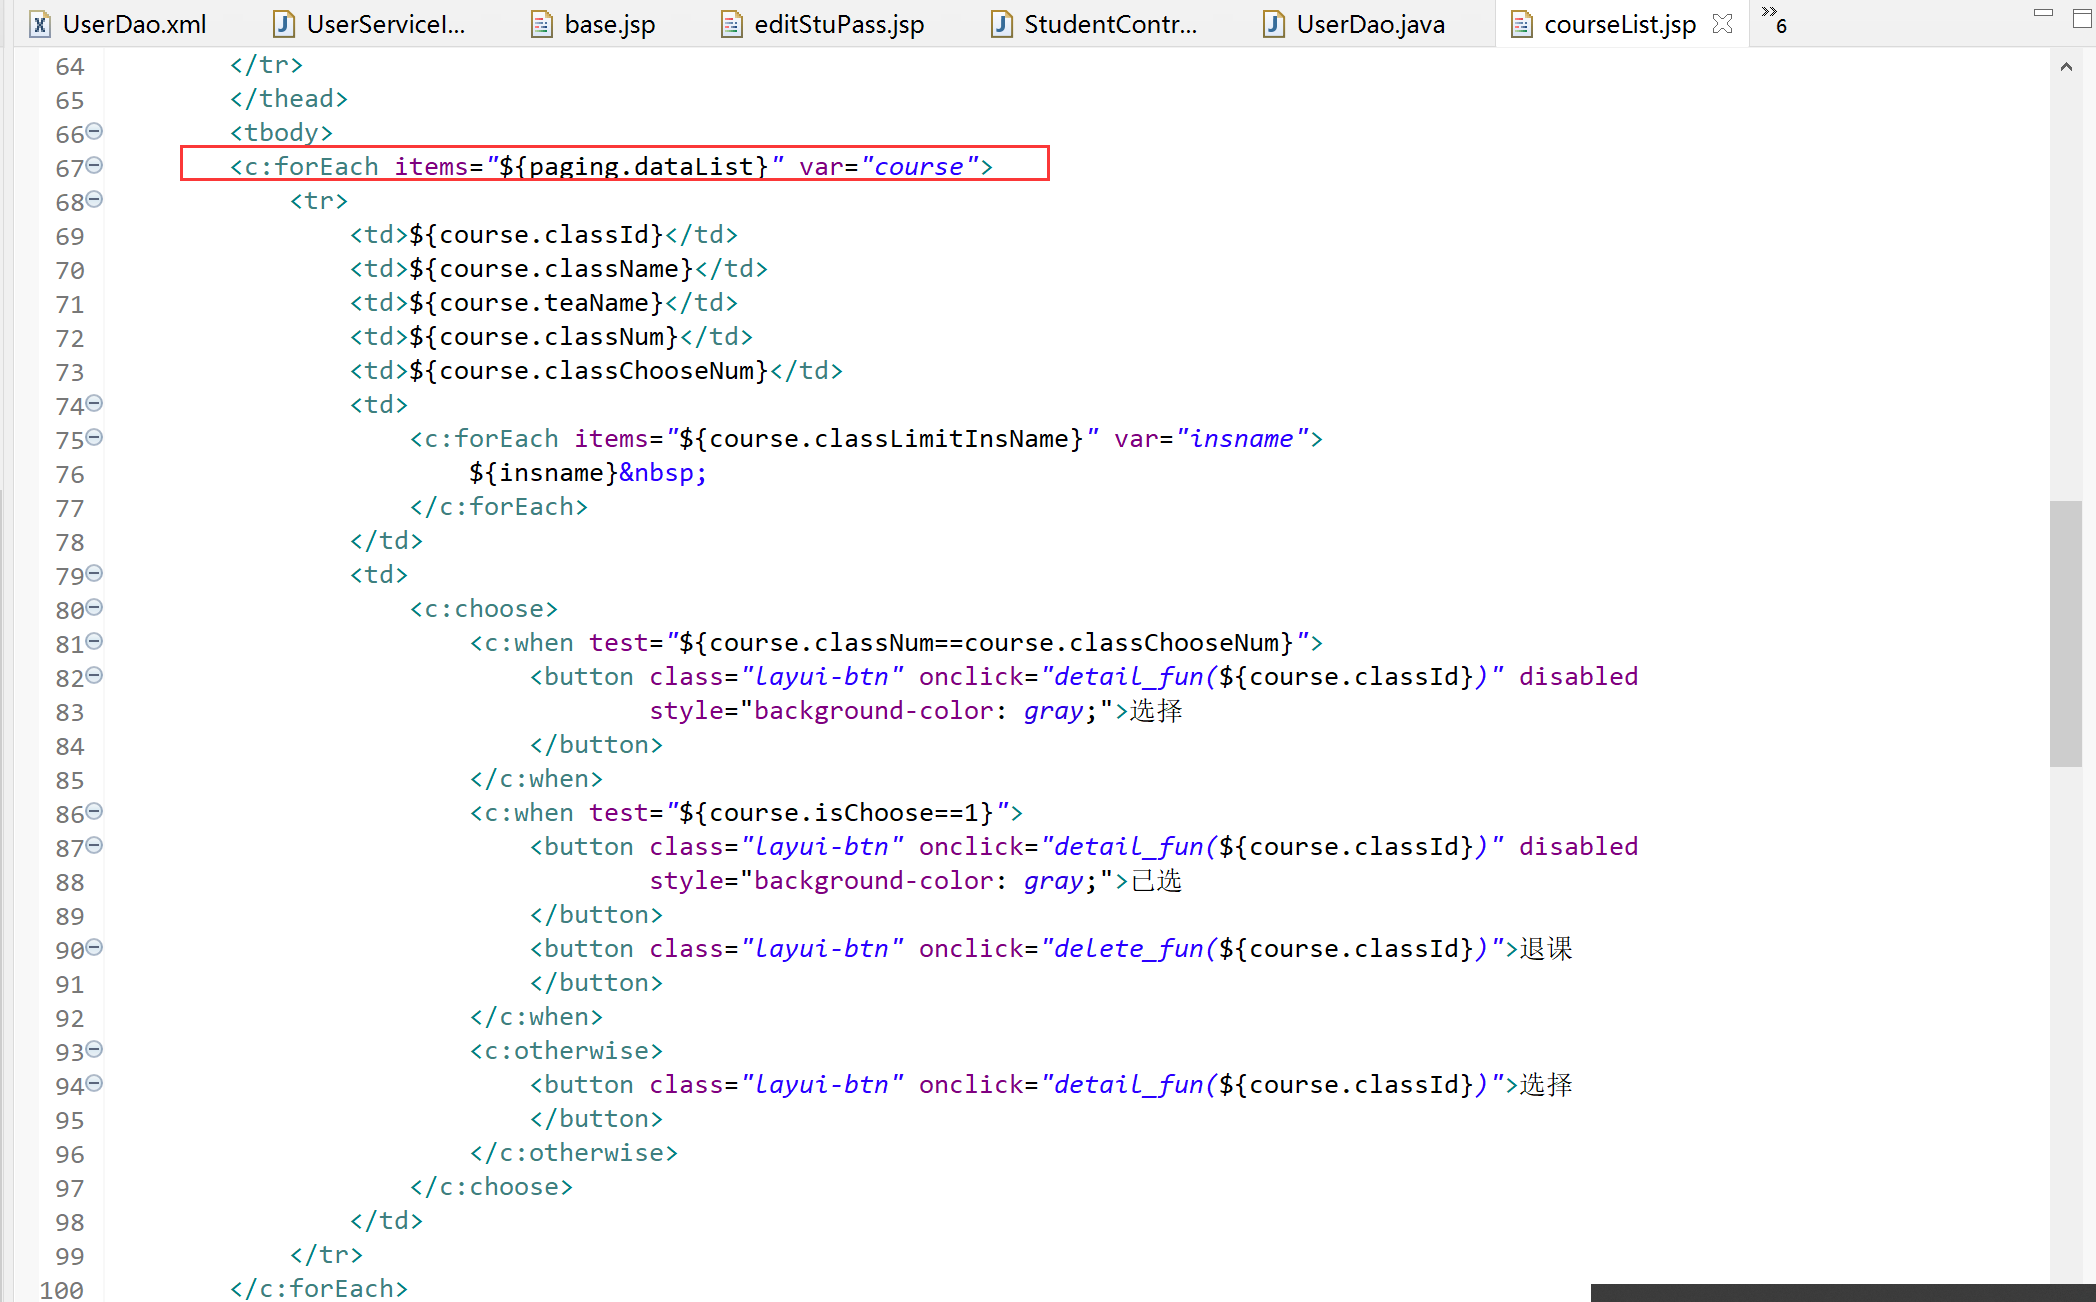 UserDao.xml UserServiceI... base.jsp editStuPass.jsp StudentContr... UserDao.java courseList.jsp 6
64 </tr>
65 </thead>
66 <tbody>
67 <c:forEach items="${paging.dataList}" var="course">
68 <tr>
69 <td>${course.classId}</td>
70 <td>${course.className}</td>
71 <td>${course.teaName}</td>
72 <td>${course.classNum}</td>
73 <td>${course.classChooseNum}</td>
74 <td>
75 <c:forEach items="${course.classLimitInsName}" var="insname">
76 ${insname}&nbsp;
77 </c:forEach>
78 </td>
79 <td>
80 <c:choose>
81 <c:when test="${course.classNum==course.classChooseNum}">
82 <button class="layui-btn" onclick="detail_fun(${course.classId})" disabled
83 style="background-color: gray;">选择
84 </button>
85 </c:when>
86 <c:when test="${course.isChoose==1}">
87 <button class="layui-btn" onclick="detail_fun(${course.classId})" disabled
88 style="background-color: gray;">已选
89 </button>
90 <button class="layui-btn" onclick="delete_fun(${course.classId})">退课
91 </button>
92 </c:when>
93 <c:otherwise>
94 <button class="layui-btn" onclick="detail_fun(${course.classId})">选择
95 </button>
96 </c:otherwise>
97 </c:choose>
98 </td>
99 </tr>
100 </c:forEach>